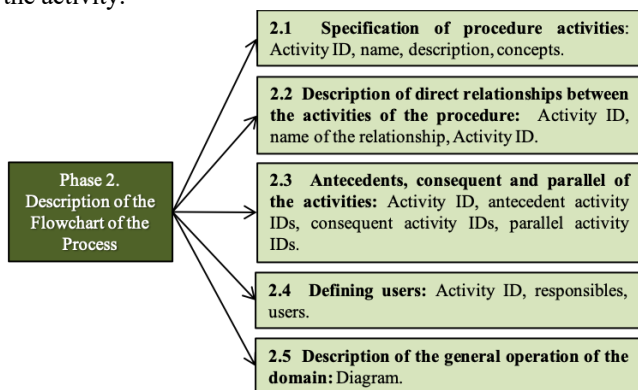 the activity.
2.1 Specification of procedure activities:
Activity ID, name, description, concepts.
2.2 Description of direct relationships between
the activities of the procedure: Activity ID,
name of the relationship, Activity ID.
Phase 2.
Description of the
Flowchart of the
Process
2.3 Antecedents, consequent and parallel of
the activities: Activity ID, antecedent activity
IDs, consequent activity IDs, parallel activity
IDs.
2.4 Defining users: Activity ID, responsibles,
users.
2.5 Description of the general operation of the
domain: Diagram.